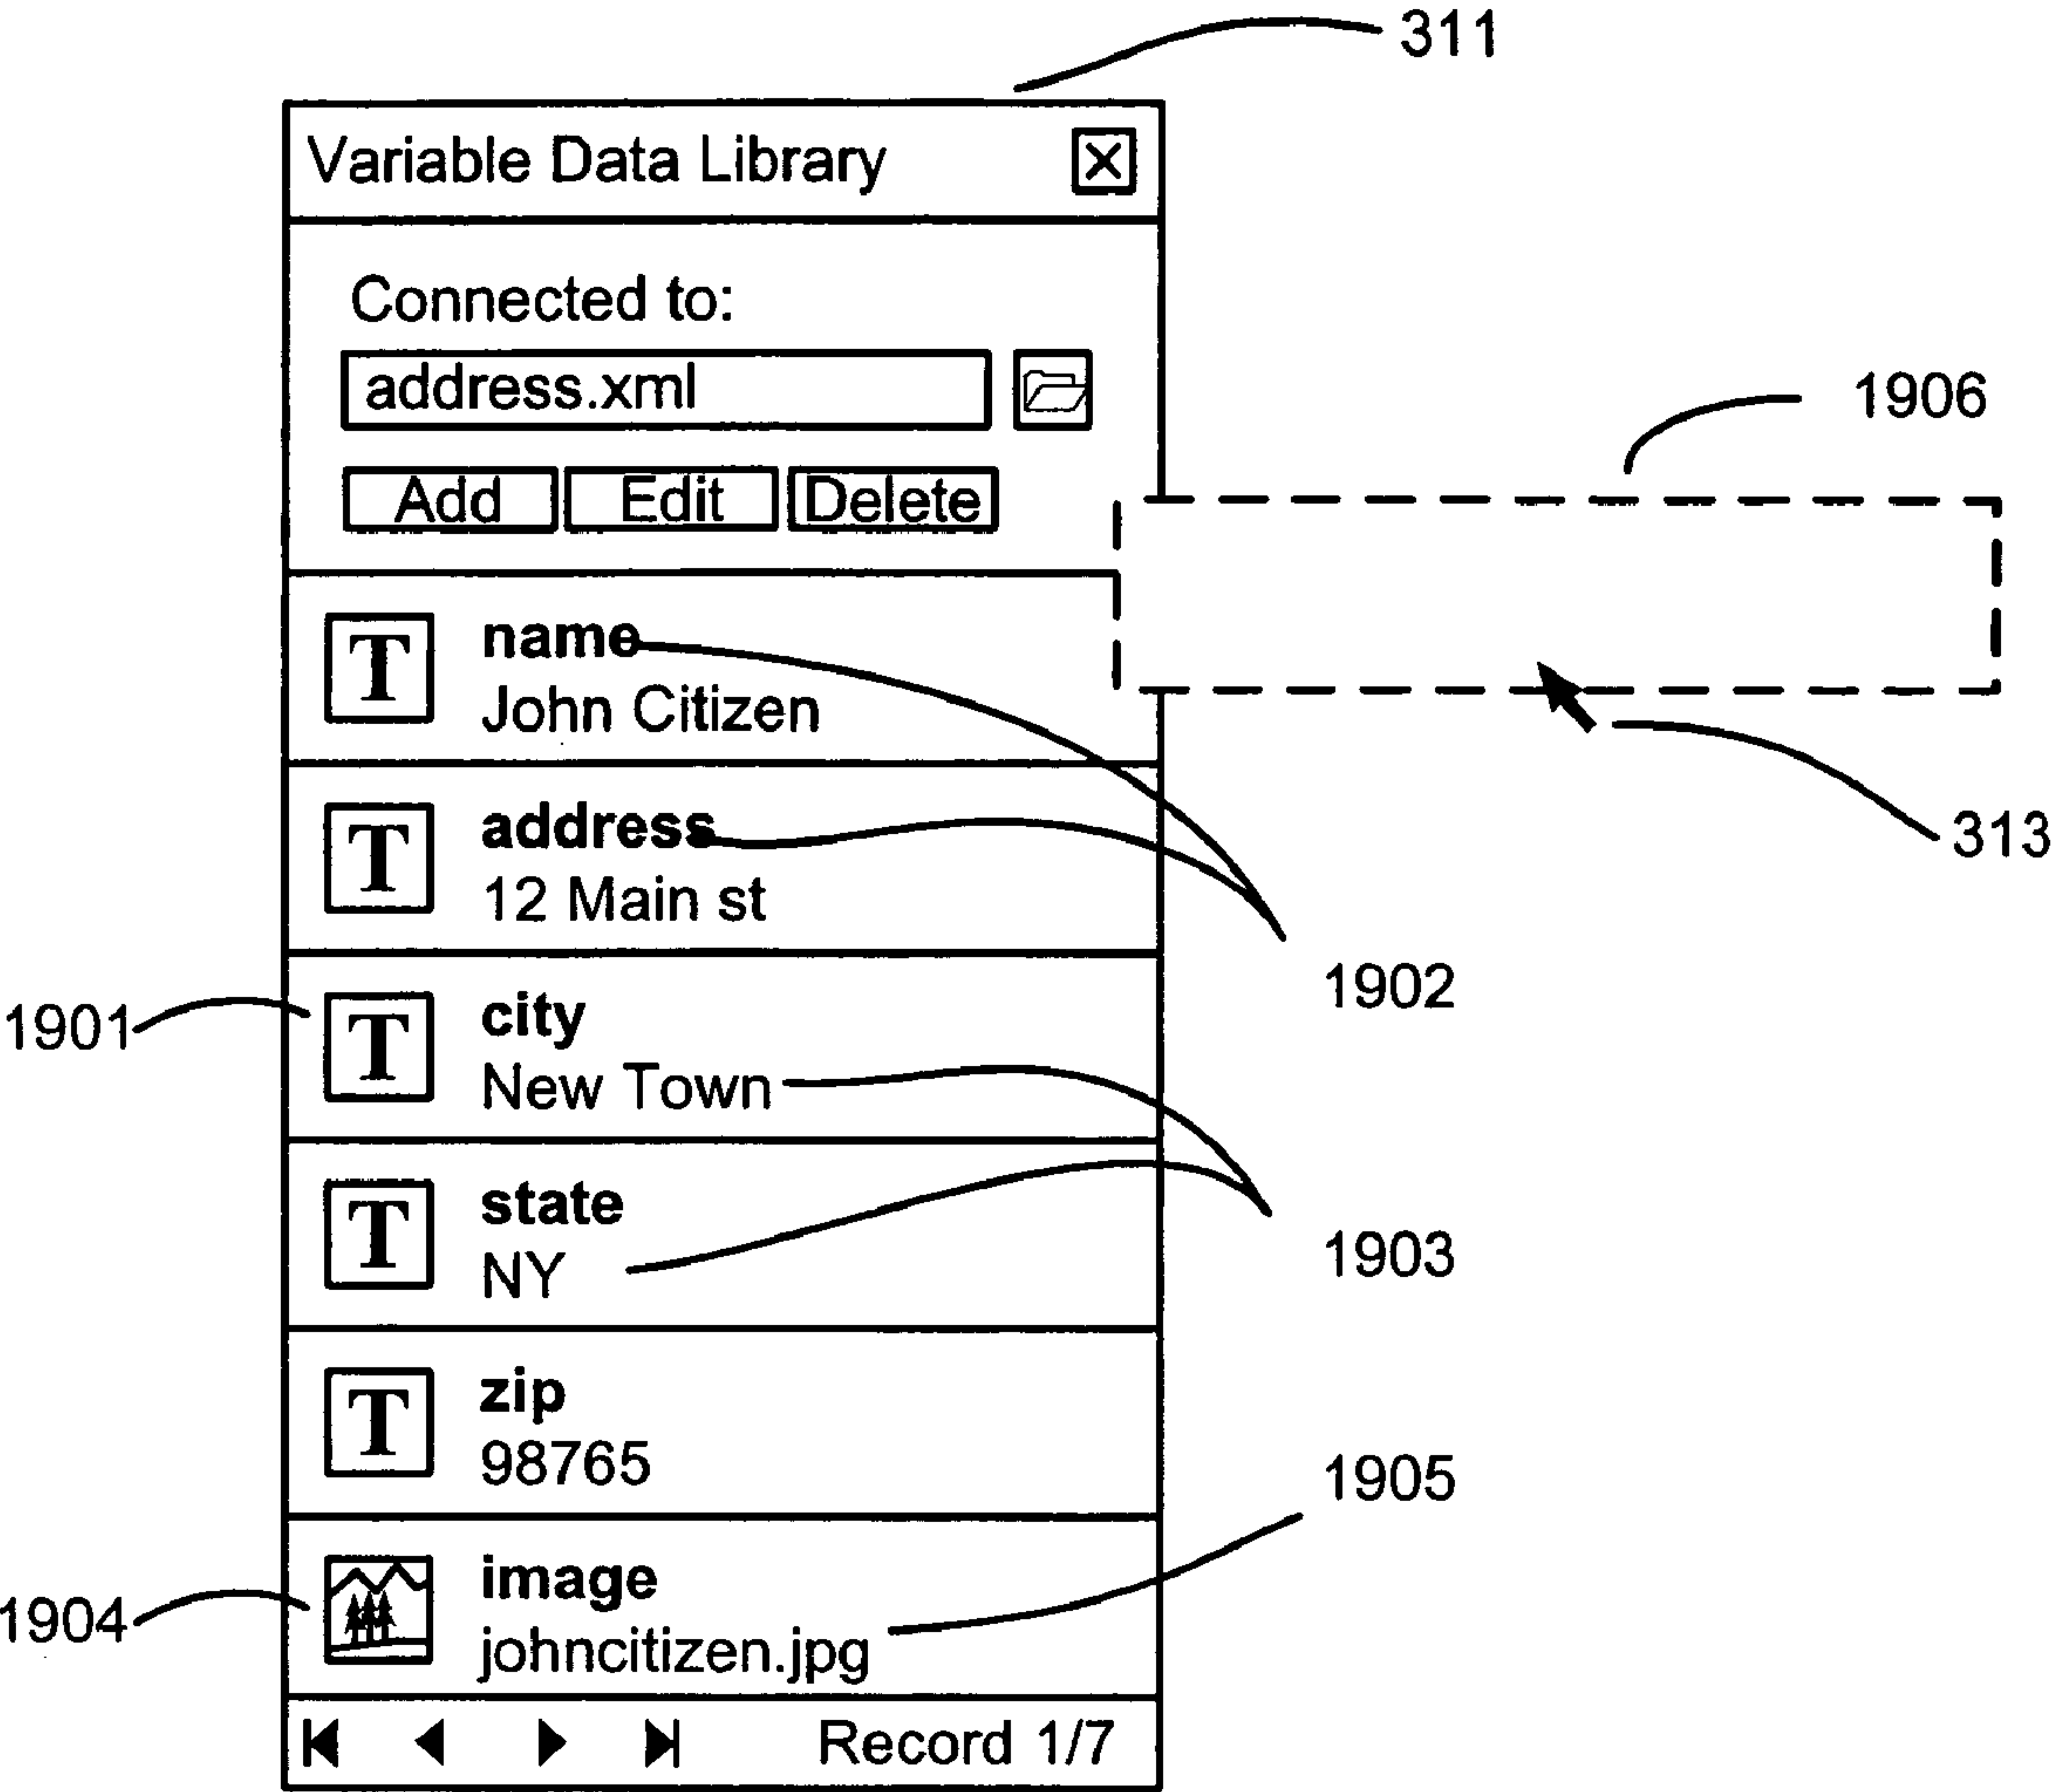 311
Variable Data Library
Connected to:
address.xml
1906
Add Edit Delete
T name
John Citizen
313
T address
12 Main st
1902
1901 T city
New Town
T state
NY
1903
T zip
98765
1905
1904 image
johncitizen.jpg
Record 1/7